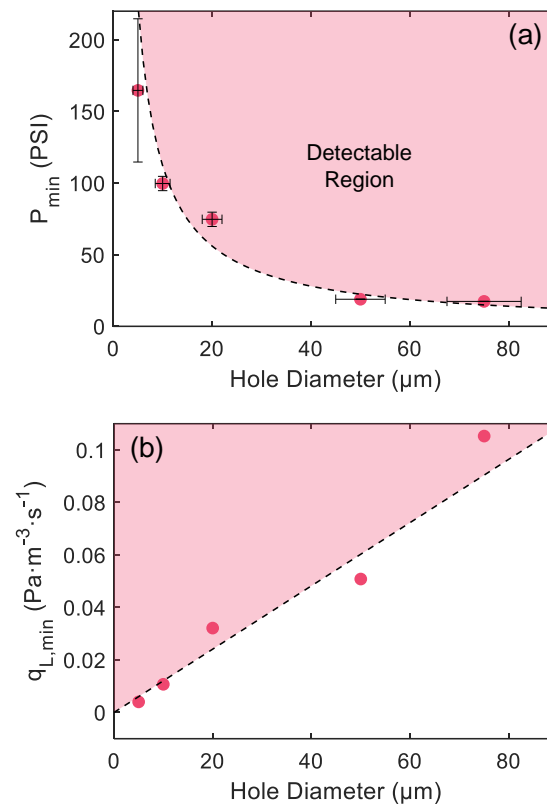 (a)
200
150
100
50
0
P_min (PSI)
Detectable
Region
0 20 40 60 80
Hole Diameter (µm)
(b)
0.1
0.08
0.06
0.04
0.02
0
q_L,min (Pa·m^-3·s^-1)
0 20 40 60 80
Hole Diameter (µm)